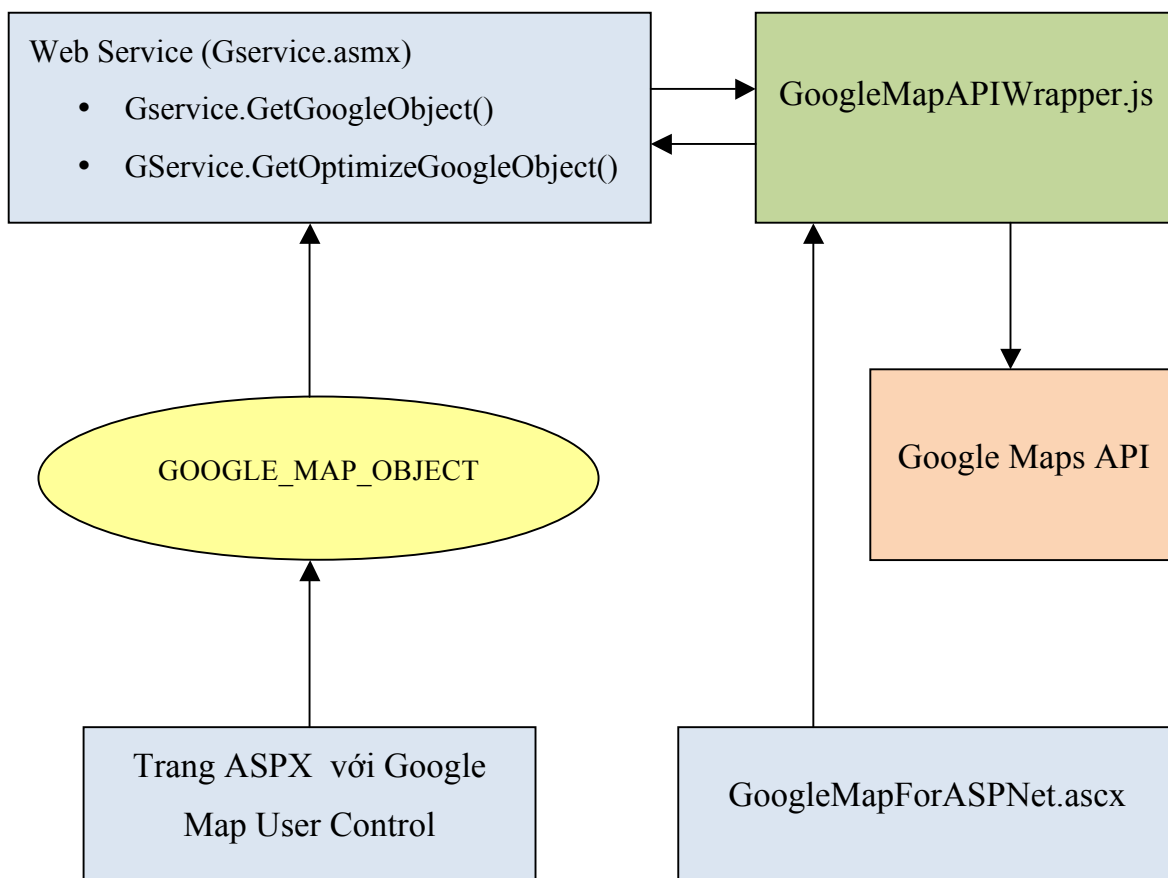 Web Service (Gservice.asmx)
• Gservice.GetGoogleObject()
• GService.GetOptimizeGoogleObject()
GoogleMapAPIWrapper.js
GOOGLE_MAP_OBJECT
Google Maps API
Trang ASPX với Google
Map User Control
GoogleMapForASPNet.ascx